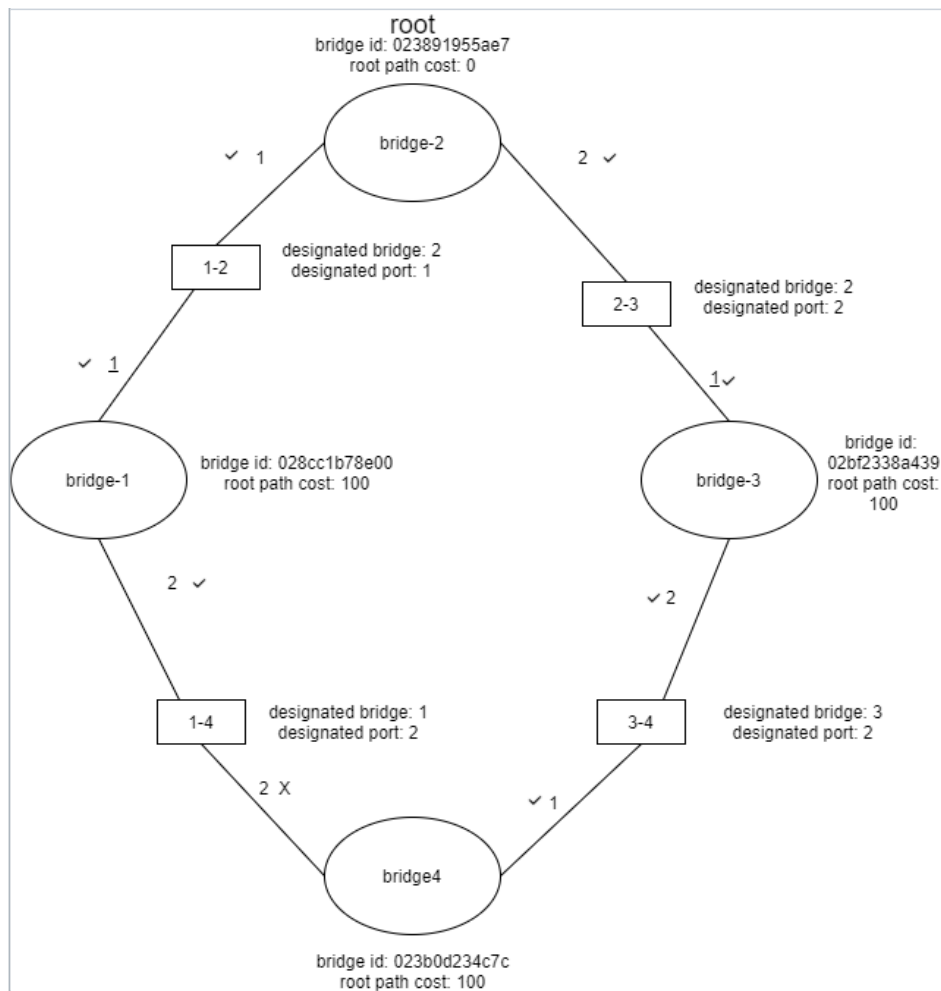 root
bridge id: 023891955ae7
root path cost: 0
bridge-2
✓ 1
2 ✓
1-2
designated bridge: 2
designated port: 1
2-3
designated bridge: 2
designated port: 2
✓ 1
1✓
bridge-1
bridge id: 028cc1b78e00
root path cost: 100
bridge-3
bridge id:
02bf2338a439
root path cost:
100
2 ✓
✓ 2
1-4
designated bridge: 1
designated port: 2
3-4
designated bridge: 3
designated port: 2
2 X
✓ 1
bridge4
bridge id: 023b0d234c7c
root path cost: 100